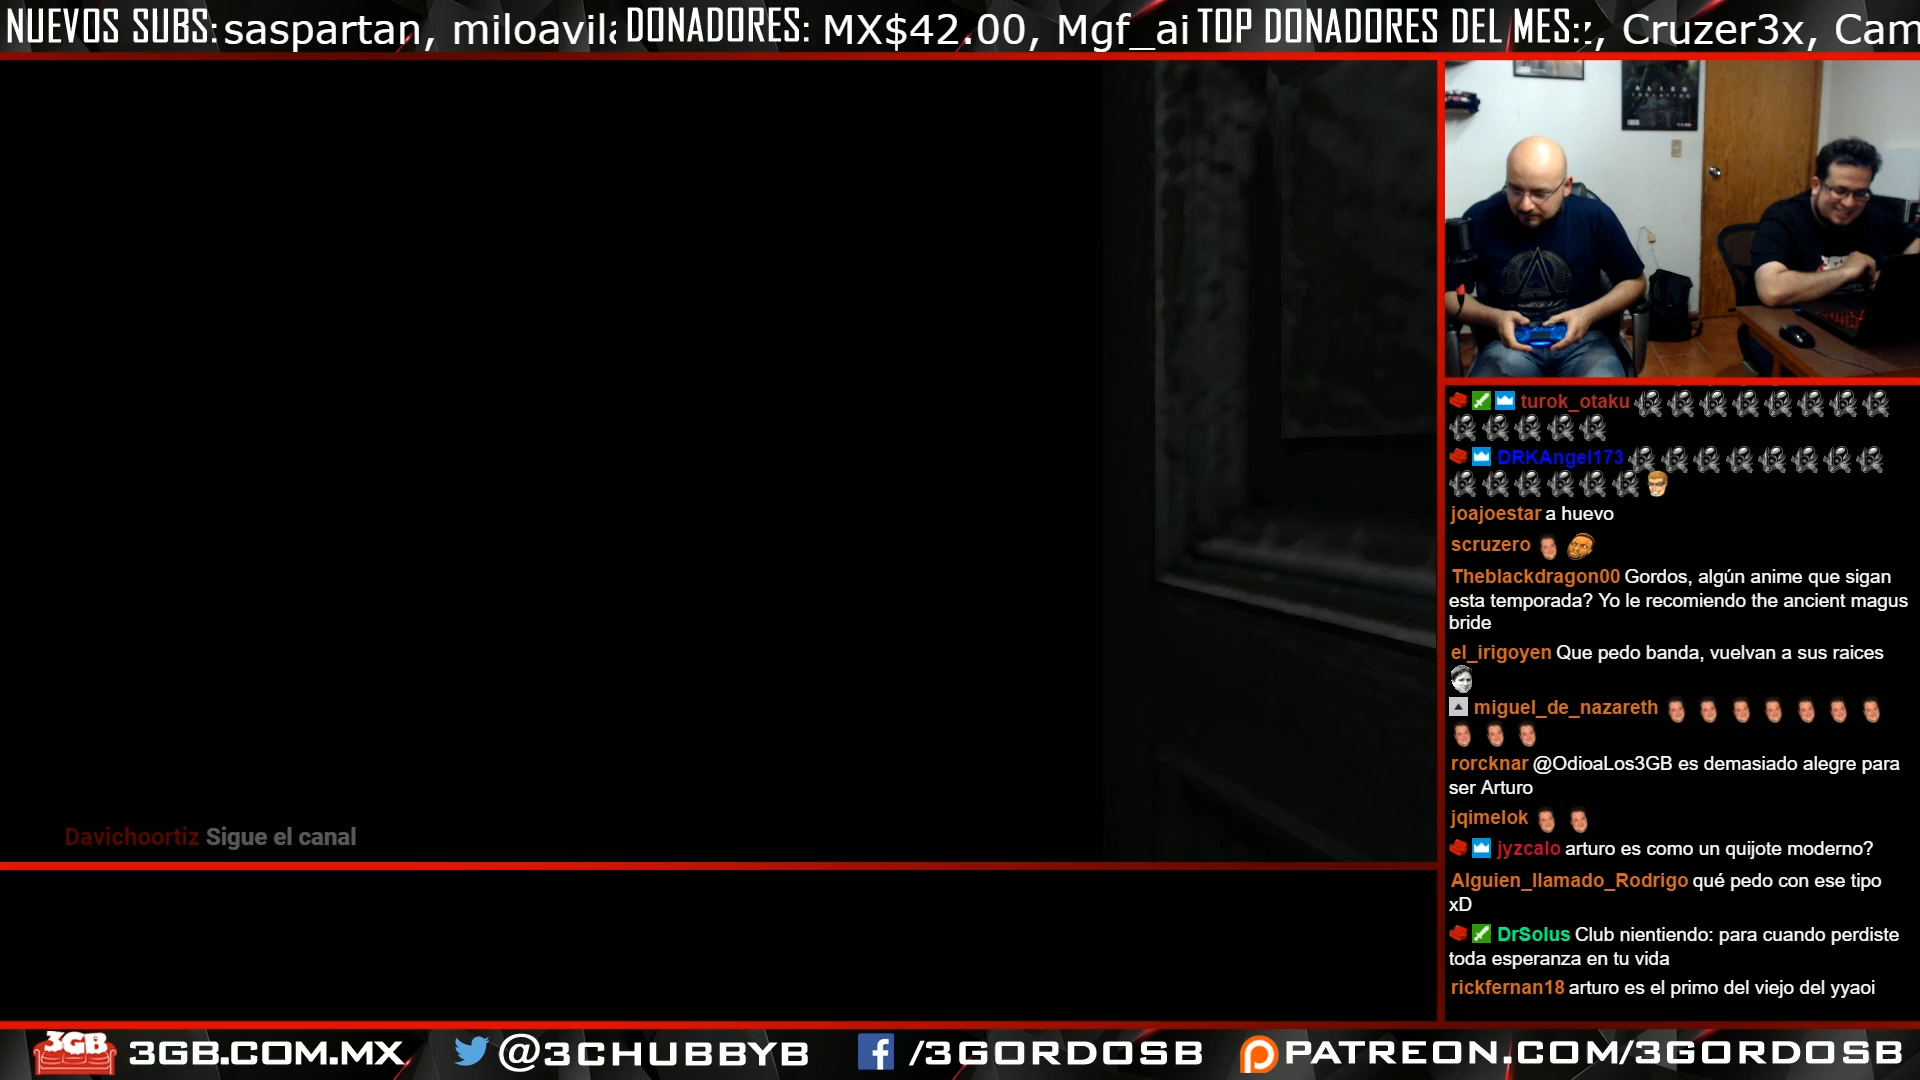 NUEVOS SUBS: saspartan, miloavila DONADORES: MX$42.00, Mgf_ai TOP DONADORES DEL MES: z, Cruzer3x, Cam
ALIEN
turok_otaku
DRKAngel173
joajoestar a huevo
scruzero
Theblackdragon00 Gordos, algún anime que sigan
esta temporada? Yo le recomiendo the ancient magus
bride
el_irigoyen Que pedo banda, vuelvan a sus raices
miguel_de_nazareth
rorcknar @OdioaLos3GB es demasiado alegre para
ser Arturo
jqimelok
jyzcalo arturo es como un quijote moderno?
Alguien_llamado_Rodrigo qué pedo con ese tipo
xD
DrSolus Club nientiendo: para cuando perdiste
toda esperanza en tu vida
rickfernan18 arturo es el primo del viejo del yyaoi
Davichoortiz Sigue el canal
3GB 3GB.COM.MX @3CHUBBYB /3GORDOSB PATREON.COM/3GORDOSB